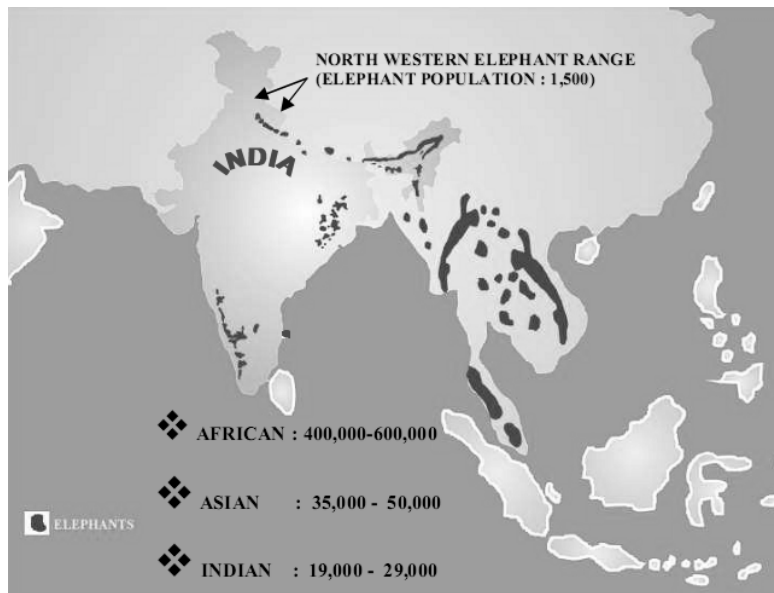 NORTH WESTERN ELEPHANT RANGE
(ELEPHANT POPULATION : 1,500)
INDIA
AFRICAN : 400,000-600,000
ASIAN : 35,000 - 50,000
ELEPHANTS
INDIAN : 19,000 - 29,000